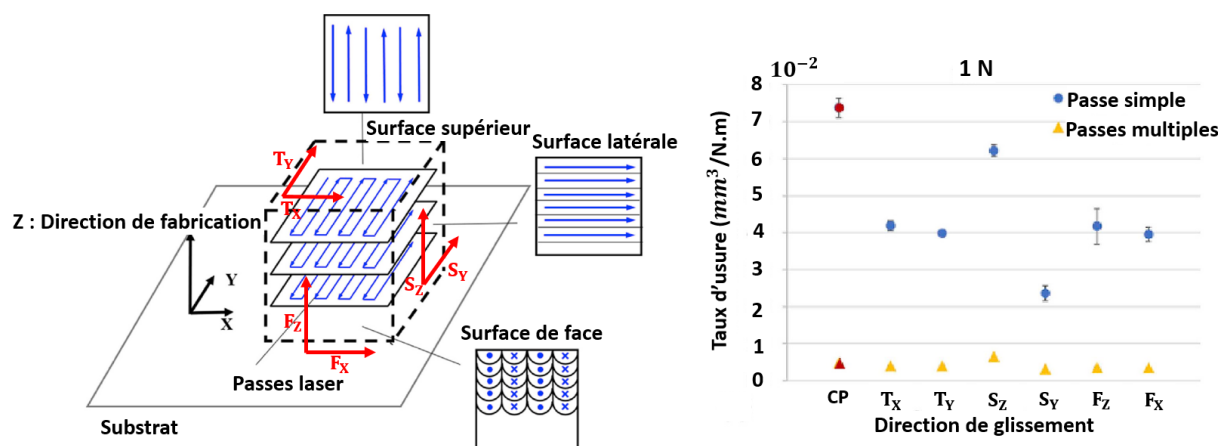 Surface supérieur
Surface latérale
T_Y
T_X
Z : Direction de fabrication
Y
X
S_Z
S_Y
F_Z
F_X
Surface de face
Passes laser
Substrat
10⁻²
1 N
Passe simple
Passes multiples
Taux d'usure (mm³/N.m)
8
7
6
5
4
3
2
1
0
CP T_X T_Y S_Z S_Y F_Z F_X
Direction de glissement